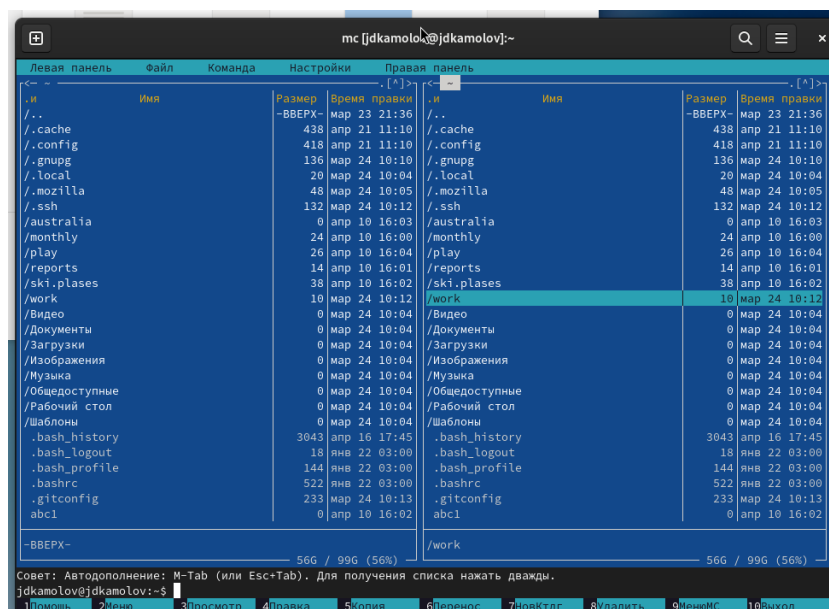 mc [jdkamolov@jdkamolov]:~
Левая панель Файл Команда Настройки Правая панель
<— ~ .[^]> <— ~ .[^]>
.и Имя Размер Время правки .и Имя Размер Время правки
/.. -ВВЕРХ- мар 23 21:36 /.. -ВВЕРХ- мар 23 21:36
/.cache 438 апр 21 11:10 /.cache 438 апр 21 11:10
/.config 418 апр 21 11:10 /.config 418 апр 21 11:10
/.gnupg 136 мар 24 10:10 /.gnupg 136 мар 24 10:10
/.local 20 мар 24 10:04 /.local 20 мар 24 10:04
/.mozilla 48 мар 24 10:05 /.mozilla 48 мар 24 10:05
/.ssh 132 мар 24 10:12 /.ssh 132 мар 24 10:12
/australia 0 апр 10 16:03 /australia 0 апр 10 16:03
/monthly 24 апр 10 16:00 /monthly 24 апр 10 16:00
/play 26 апр 10 16:04 /play 26 апр 10 16:04
/reports 14 апр 10 16:01 /reports 14 апр 10 16:01
/ski.plases 38 апр 10 16:02 /ski.plases 38 апр 10 16:02
/work 10 мар 24 10:12 /work 10 мар 24 10:12
/Видео 0 мар 24 10:04 /Видео 0 мар 24 10:04
/Документы 0 мар 24 10:04 /Документы 0 мар 24 10:04
/Загрузки 0 мар 24 10:04 /Загрузки 0 мар 24 10:04
/Изображения 0 мар 24 10:04 /Изображения 0 мар 24 10:04
/Музыка 0 мар 24 10:04 /Музыка 0 мар 24 10:04
/Общедоступные 0 мар 24 10:04 /Общедоступные 0 мар 24 10:04
/Рабочий стол 0 мар 24 10:04 /Рабочий стол 0 мар 24 10:04
/Шаблоны 0 мар 24 10:04 /Шаблоны 0 мар 24 10:04
.bash_history 3043 апр 16 17:45 .bash_history 3043 апр 16 17:45
.bash_logout 18 янв 22 03:00 .bash_logout 18 янв 22 03:00
.bash_profile 144 янв 22 03:00 .bash_profile 144 янв 22 03:00
.bashrc 522 янв 22 03:00 .bashrc 522 янв 22 03:00
.gitconfig 233 мар 24 10:13 .gitconfig 233 мар 24 10:13
abc1 0 апр 10 16:02 abc1 0 апр 10 16:02
-ВВЕРХ- /work
56G / 99G (56%) 56G / 99G (56%)
Совет: Автодополнение: M-Tab (или Esc+Tab). Для получения списка нажать дважды.
jdkamolov@jdkamolov:~$
1Помощь 2Меню 3Просмотр 4Правка 5Копия 6Перенос 7НовКтлг 8Удалить 9МенюМС 10Выход